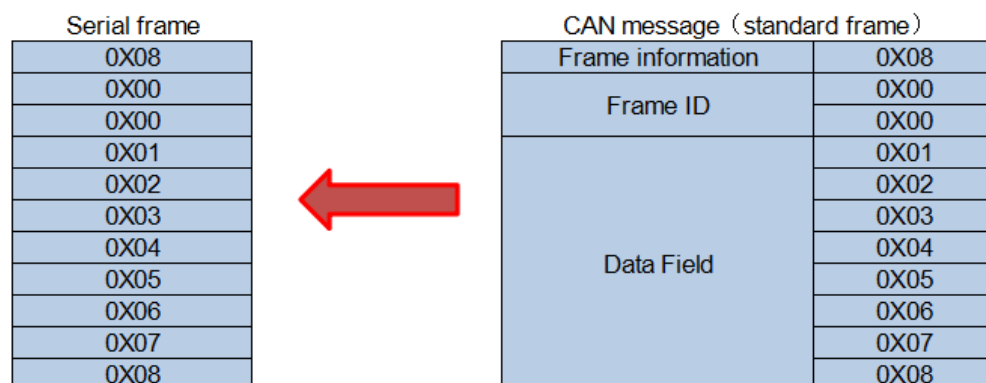 Serial frame
0X08
0X00
0X00
0X01
0X02
0X03
0X04
0X05
0X06
0X07
0X08
CAN message（standard frame）
Frame information 0X08
Frame ID
0X00
0X00
Data Field
0X01
0X02
0X03
0X04
0X05
0X06
0X07
0X08